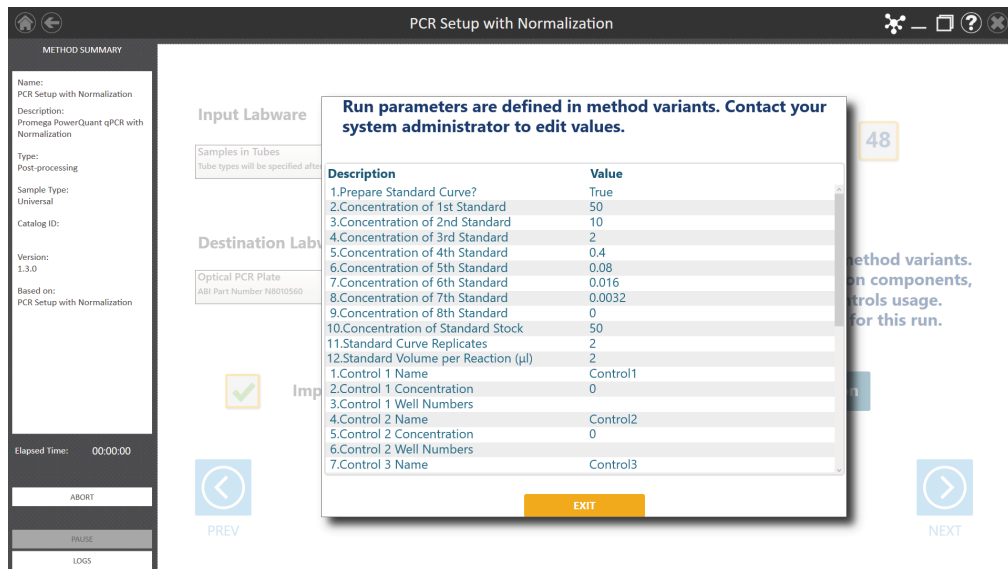 PCR Setup with Normalization
METHOD SUMMARY
Name:
PCR Setup with Normalization
Description:
Promega PowerQuant qPCR with
Normalization
Type:
Post-processing
Sample Type:
Universal
Catalog ID:
Version:
1.3.0
Based on:
PCR Setup with Normalization
Elapsed Time: 00:00:00
ABORT
PAUSE
LOGS
Input Labware
Samples in Tubes
Tube types will be specified after
Destination
Optical PCR Plate
ABI Part Number N8010560
48
method variants.
components,
usage.
for this run.
PREV
NEXT
Run parameters are defined in method variants. Contact your
system administrator to edit values.
Description Value
1.Prepare Standard Curve? True
2.Concentration of 1st Standard 50
3.Concentration of 2nd Standard 10
4.Concentration of 3rd Standard 2
5.Concentration of 4th Standard 0.4
6.Concentration of 5th Standard 0.08
7.Concentration of 6th Standard 0.016
8.Concentration of 7th Standard 0.0032
9.Concentration of 8th Standard 0
10.Concentration of Standard Stock 50
11.Standard Curve Replicates 2
12.Standard Volume per Reaction (µl) 2
1.Control 1 Name Control1
2.Control 1 Concentration 0
3.Control 1 Well Numbers
4.Control 2 Name Control2
5.Control 2 Concentration 0
6.Control 2 Well Numbers
7.Control 3 Name Control3
EXIT